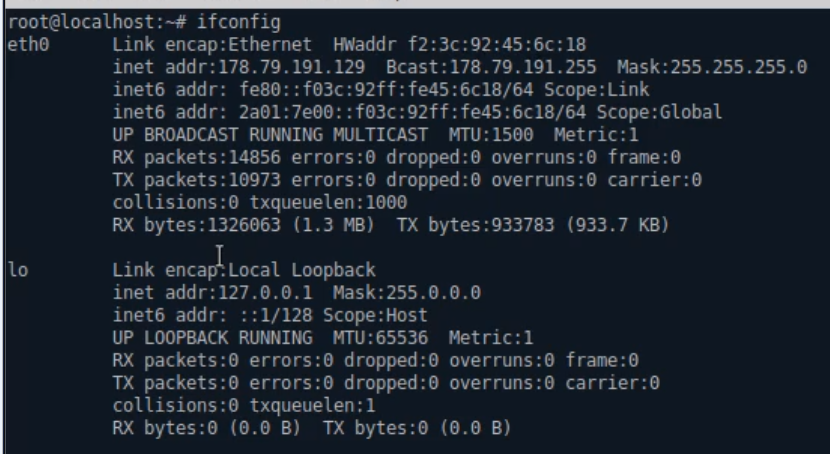 root@localhost:~# ifconfig
eth0 Link encap:Ethernet HWaddr f2:3c:92:45:6c:18
inet addr:178.79.191.129 Bcast:178.79.191.255 Mask:255.255.255.0
inet6 addr: fe80::f03c:92ff:fe45:6c18/64 Scope:Link
inet6 addr: 2a01:7e00::f03c:92ff:fe45:6c18/64 Scope:Global
UP BROADCAST RUNNING MULTICAST MTU:1500 Metric:1
RX packets:14856 errors:0 dropped:0 overruns:0 frame:0
TX packets:10973 errors:0 dropped:0 overruns:0 carrier:0
collisions:0 txqueuelen:1000
RX bytes:1326063 (1.3 MB) TX bytes:933783 (933.7 KB)
lo Link encap:Local Loopback
inet addr:127.0.0.1 Mask:255.0.0.0
inet6 addr: ::1/128 Scope:Host
UP LOOPBACK RUNNING MTU:65536 Metric:1
RX packets:0 errors:0 dropped:0 overruns:0 frame:0
TX packets:0 errors:0 dropped:0 overruns:0 carrier:0
collisions:0 txqueuelen:1
RX bytes:0 (0.0 B) TX bytes:0 (0.0 B)